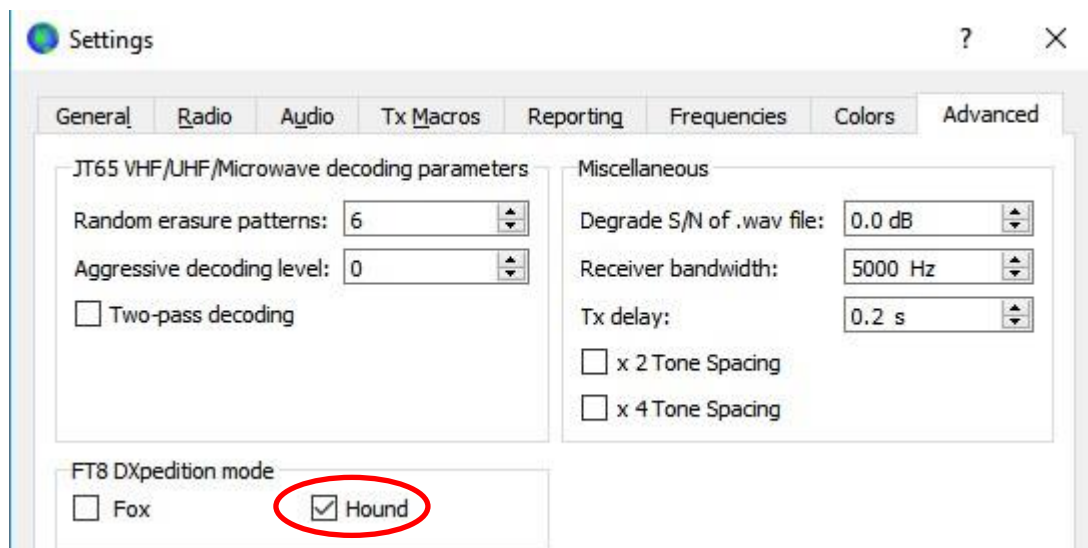 Settings ? ×
General Radio Audio Tx Macros Reporting Frequencies Colors Advanced
JT65 VHF/UHF/Microwave decoding parameters
Random erasure patterns: 6
Aggressive decoding level: 0
Two-pass decoding
Miscellaneous
Degrade S/N of .wav file: 0.0 dB
Receiver bandwidth: 5000 Hz
Tx delay: 0.2 s
x 2 Tone Spacing
x 4 Tone Spacing
FT8 DXpedition mode
Fox Hound